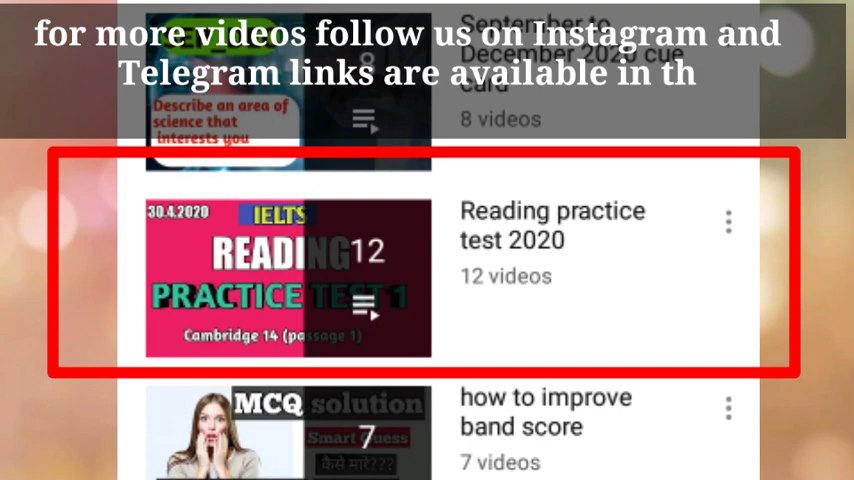 for more videos follow us on Instagram and
Telegram links are available in th
September to
December 2020 cue
card
8 videos
8
Describe an area of
science that
interests you
30.4.2020 IELTS
READING
PRACTICE TEST 1
Cambridge 14 (passage 1)
12
Reading practice
test 2020
12 videos
MCQ solution
Smart Guess
कैसे मारे???
7
how to improve
band score
7 videos